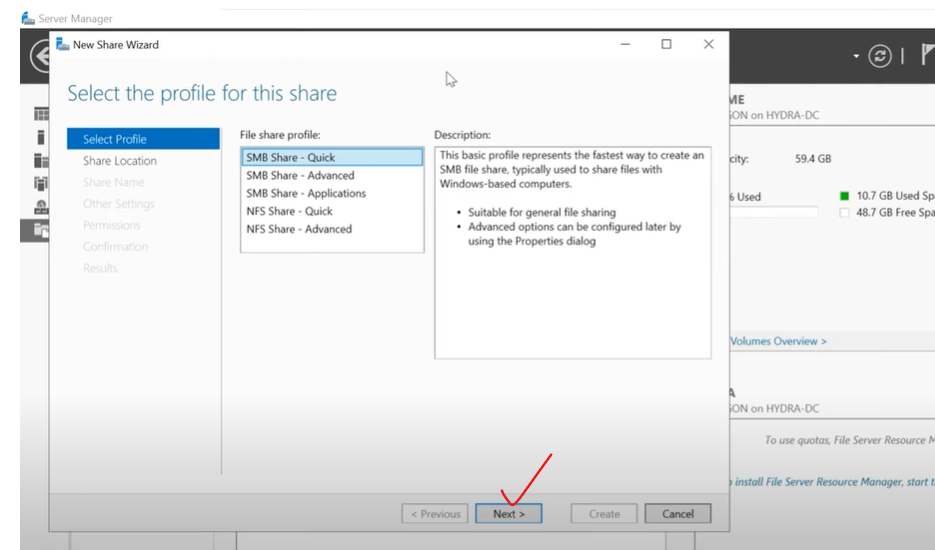 Server Manager
New Share Wizard
Select the profile for this share
Select Profile
Share Location
Share Name
Other Settings
Permissions
Confirmation
Results
File share profile:
SMB Share - Quick
SMB Share - Advanced
SMB Share - Applications
NFS Share - Quick
NFS Share - Advanced
Description:
This basic profile represents the fastest way to create an
SMB file share, typically used to share files with
Windows-based computers.
• Suitable for general file sharing
• Advanced options can be configured later by
using the Properties dialog
< Previous
Next >
Create
Cancel
ME
SON on HYDRA-DC
city: 59.4 GB
% Used
10.7 GB Used Sp
48.7 GB Free Spa
Volumes Overview >
A
SON on HYDRA-DC
To use quotas, File Server Resource M
install File Server Resource Manager, start t